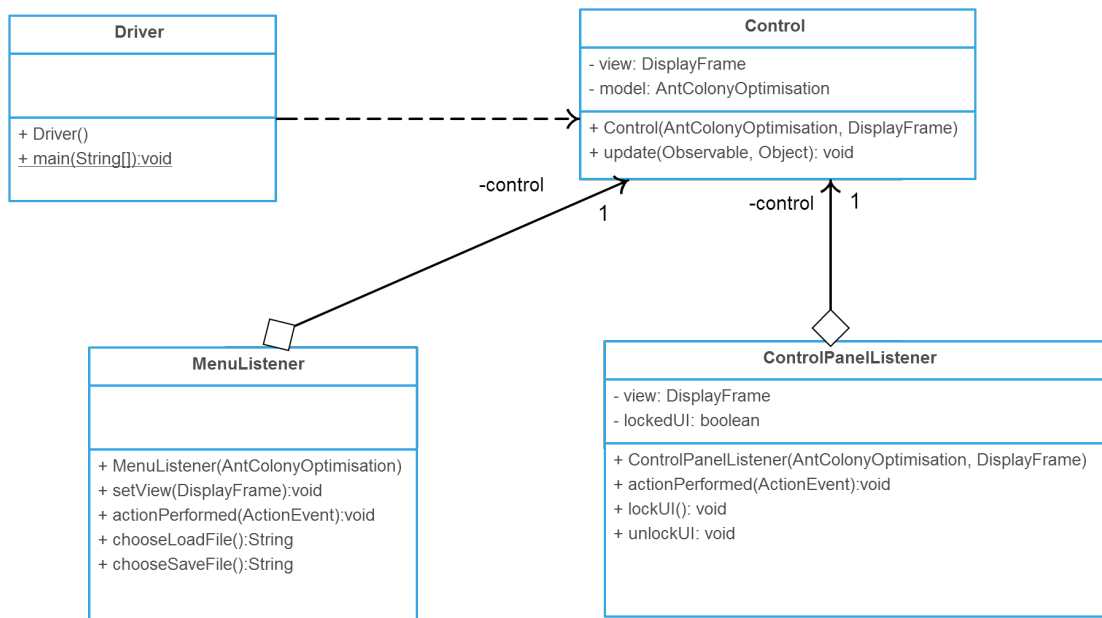 Driver
+ Driver()
+ main(String[]):void
Control
- view: DisplayFrame
- model: AntColonyOptimisation
+ Control(AntColonyOptimisation, DisplayFrame)
+ update(Observable, Object): void
-control
1
-control
1
MenuListener
+ MenuListener(AntColonyOptimisation)
+ setView(DisplayFrame):void
+ actionPerformed(ActionEvent):void
+ chooseLoadFile():String
+ chooseSaveFile():String
ControlPanelListener
- view: DisplayFrame
- lockedUI: boolean
+ ControlPanelListener(AntColonyOptimisation, DisplayFrame)
+ actionPerformed(ActionEvent):void
+ lockUI(): void
+ unlockUI: void